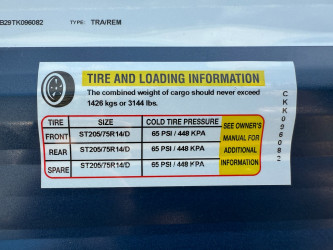 B29TK096082 TYPE: TRA/REM
TIRE AND LOADING INFORMATION
The combined weight of cargo should never exceed
1426 kgs or 3144 lbs.
TIRE SIZE COLD TIRE PRESSURE
FRONT ST205/75R14/D 65 PSI / 448 KPA
REAR ST205/75R14/D 65 PSI / 448 KPA
SPARE ST205/75R14/D 65 PSI / 448 KPA
SEE OWNER'S
MANUAL FOR
ADDITIONAL
INFORMATION
CKK096082